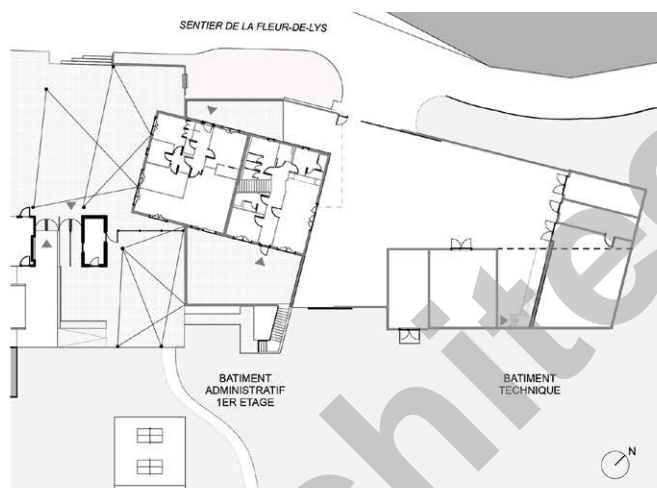 SENTIER DE LA FLEUR-DE-LYS
BATIMENT
ADMINISTRATIF
1ER ETAGE
BATIMENT
TECHNIQUE
N